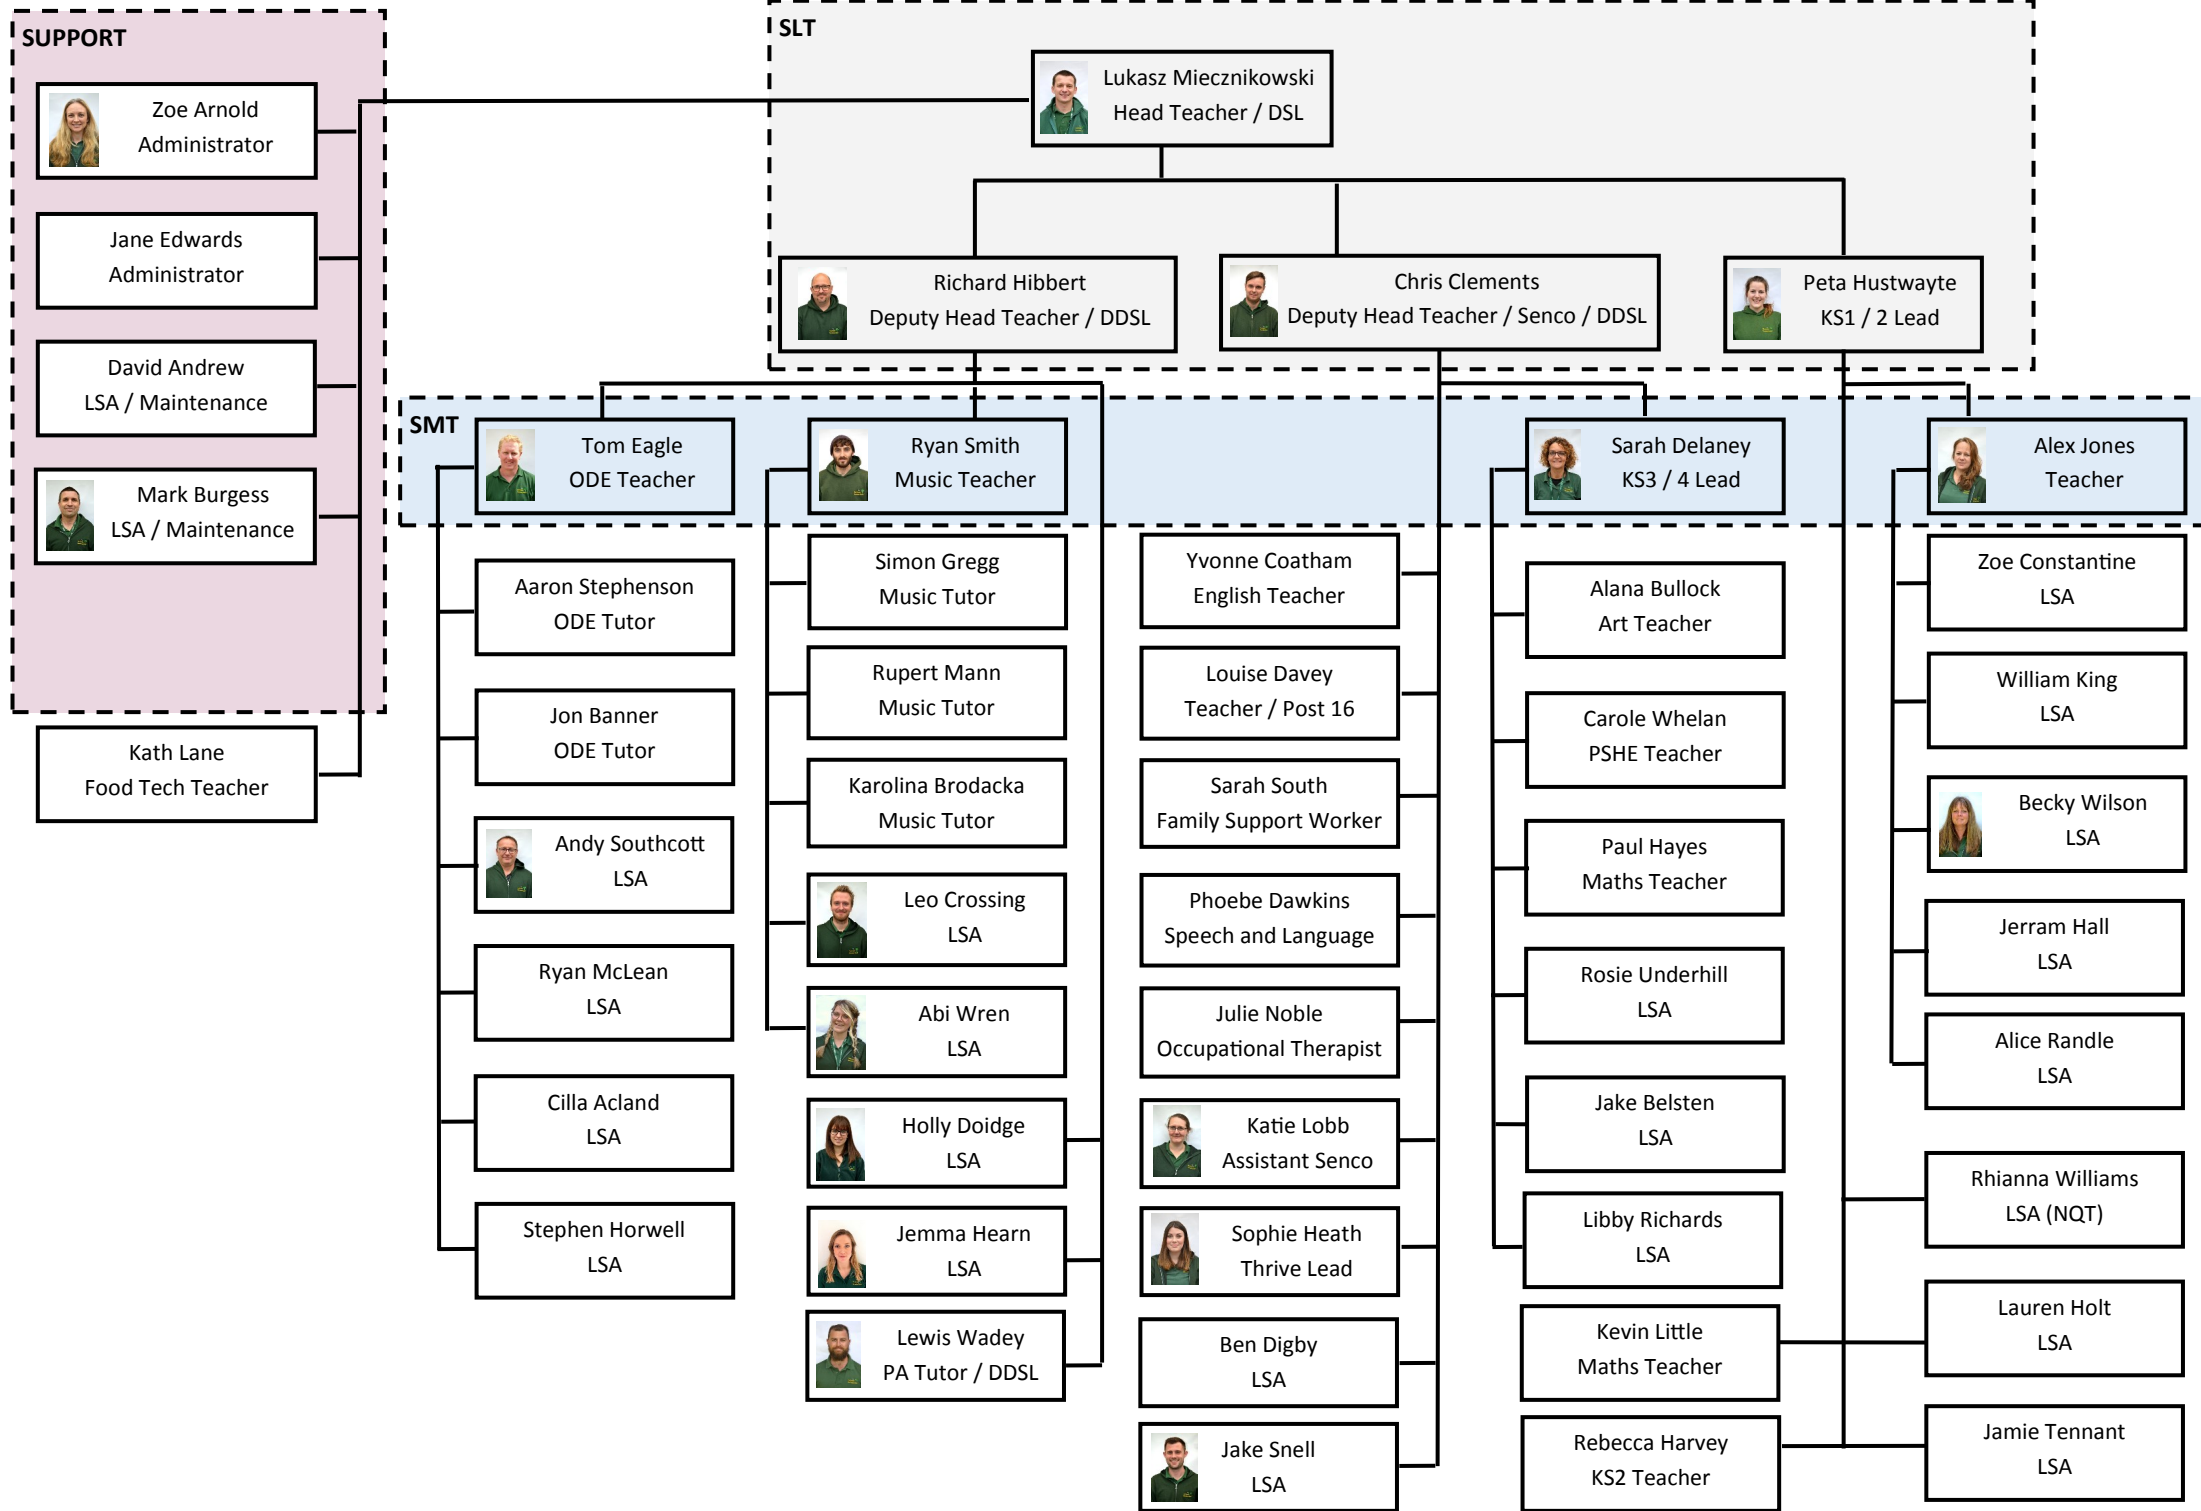 SUPPORT
Zoe Arnold
Administrator
Jane Edwards
Administrator
David Andrew
LSA / Maintenance
Mark Burgess
LSA / Maintenance
Kath Lane
Food Tech Teacher
SLT
Lukasz Miecznikowski
Head Teacher / DSL
Richard Hibbert
Deputy Head Teacher / DDSL
Chris Clements
Deputy Head Teacher / Senco / DDSL
Peta Hustwayte
KS1 / 2 Lead
SMT
Tom Eagle
ODE Teacher
Ryan Smith
Music Teacher
Sarah Delaney
KS3 / 4 Lead
Alex Jones
Teacher
Aaron Stephenson
ODE Tutor
Jon Banner
ODE Tutor
Andy Southcott
LSA
Ryan McLean
LSA
Cilla Acland
LSA
Stephen Horwell
LSA
Simon Gregg
Music Tutor
Rupert Mann
Music Tutor
Karolina Brodacka
Music Tutor
Leo Crossing
LSA
Abi Wren
LSA
Holly Doidge
LSA
Jemma Hearn
LSA
Lewis Wadey
PA Tutor / DDSL
Yvonne Coatham
English Teacher
Louise Davey
Teacher / Post 16
Sarah South
Family Support Worker
Phoebe Dawkins
Speech and Language
Julie Noble
Occupational Therapist
Katie Lobb
Assistant Senco
Sophie Heath
Thrive Lead
Ben Digby
LSA
Jake Snell
LSA
Alana Bullock
Art Teacher
Carole Whelan
PSHE Teacher
Paul Hayes
Maths Teacher
Rosie Underhill
LSA
Jake Belsten
LSA
Libby Richards
LSA
Kevin Little
Maths Teacher
Rebecca Harvey
KS2 Teacher
Zoe Constantine
LSA
William King
LSA
Becky Wilson
LSA
Jerram Hall
LSA
Alice Randle
LSA
Rhianna Williams
LSA (NQT)
Lauren Holt
LSA
Jamie Tennant
LSA